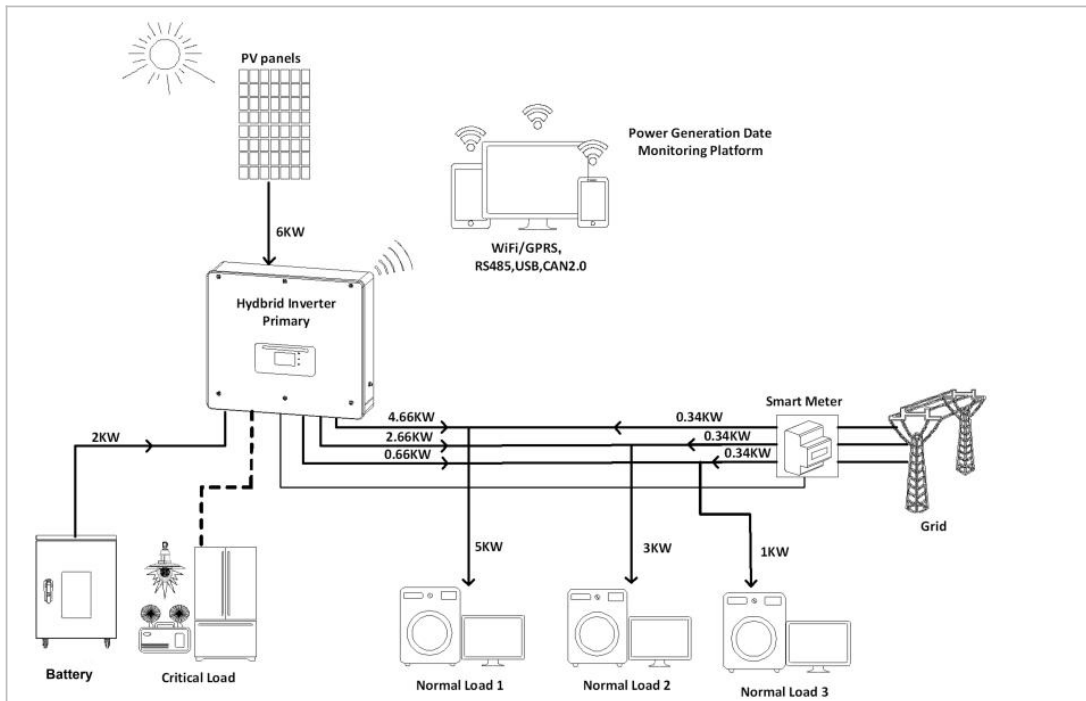 PV panels
Power Generation Date
Monitoring Platform
6KW
WiFi/GPRS,
RS485,USB,CAN2.0
Hydbrid Inverter
Primary
Smart Meter
4.66KW
0.34KW
2KW
2.66KW
0.34KW
0.66KW
0.34KW
Grid
5KW
3KW
1KW
Battery
Critical Load
Normal Load 1
Normal Load 2
Normal Load 3